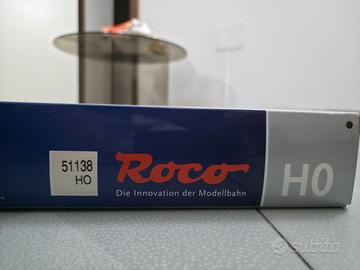 51138
HO
Roco
Die Innovation der Modellbahn
H0
subito